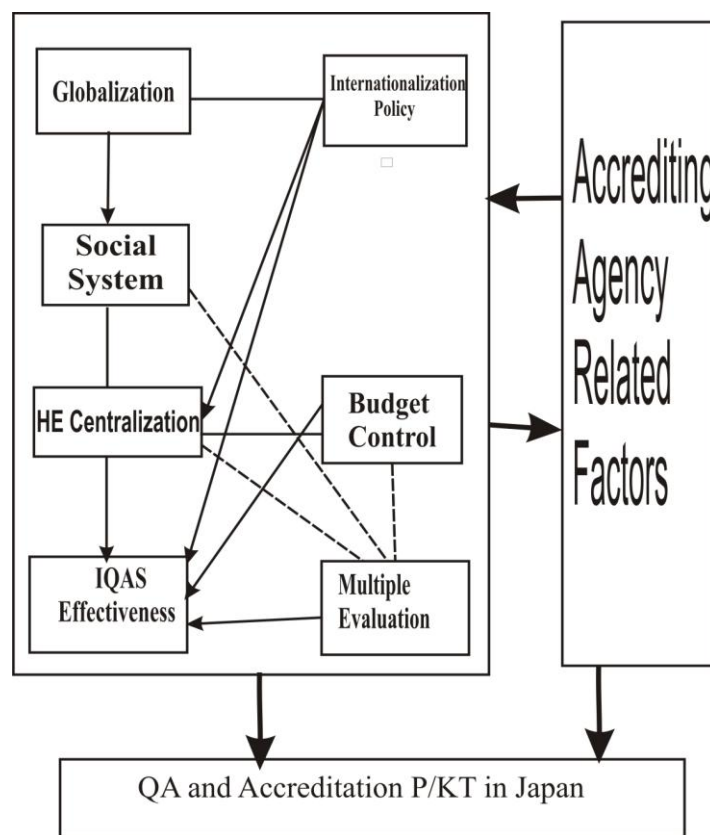 Globalization
Internationalization
Policy
Social
System
HE Centralization
Budget
Control
IQAS
Effectiveness
Multiple
Evaluation
Accrediting
Agency
Related
Factors
QA and Accreditation P/KT in Japan